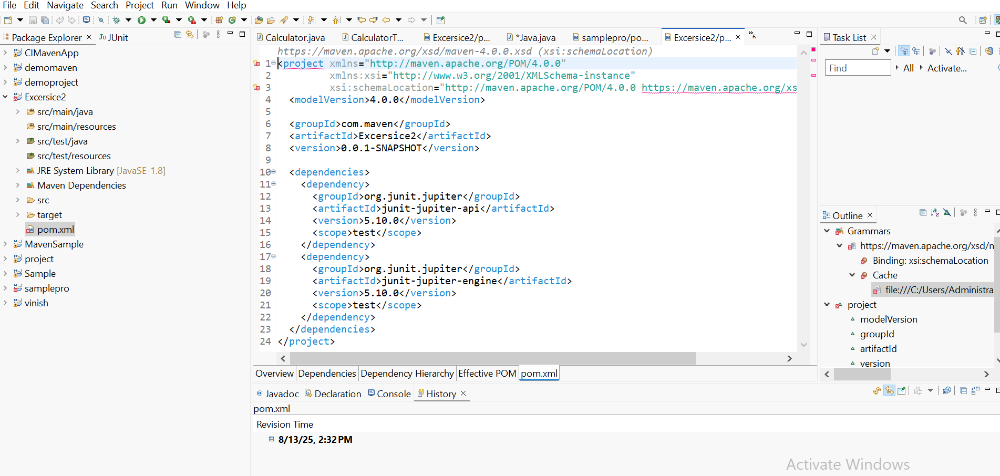 File Edit Navigate Search Project Run Window Help
Package Explorer
JUnit
CIMavenApp
demomaven
demoproject
Excersice2
src/main/java
src/main/resources
src/test/java
src/test/resources
JRE System Library [JavaSE-1.8]
Maven Dependencies
src
target
pom.xml
MavenSample
project
Sample
samplepro
vinish
Calculator.java CalculatorT... Excersice2/p... *Java.java samplepro/po... Excersice2/p... »6
https://maven.apache.org/xsd/maven-4.0.0.xsd (xsi:schemaLocation)
1 <project xmlns="http://maven.apache.org/POM/4.0.0"
2 xmlns:xsi="http://www.w3.org/2001/XMLSchema-instance"
3 xsi:schemaLocation="http://maven.apache.org/POM/4.0.0 https://maven.apache.org/xs
4 <modelVersion>4.0.0</modelVersion>
5
6 <groupId>com.maven</groupId>
7 <artifactId>Excersice2</artifactId>
8 <version>0.0.1-SNAPSHOT</version>
9
10 <dependencies>
11 <dependency>
12 <groupId>org.junit.jupiter</groupId>
13 <artifactId>junit-jupiter-api</artifactId>
14 <version>5.10.0</version>
15 <scope>test</scope>
16 </dependency>
17 <dependency>
18 <groupId>org.junit.jupiter</groupId>
19 <artifactId>junit-jupiter-engine</artifactId>
20 <version>5.10.0</version>
21 <scope>test</scope>
22 </dependency>
23 </dependencies>
24 </project>
Overview Dependencies Dependency Hierarchy Effective POM pom.xml
Javadoc Declaration Console History
pom.xml
Revision Time
8/13/25, 2:32 PM
Task List
Find All Activate...
Outline
Grammars
https://maven.apache.org/xsd/n
Binding: xsi:schemaLocation
Cache
file:///C:/Users/Administra
project
modelVersion
groupId
artifactId
version
Activate Windows